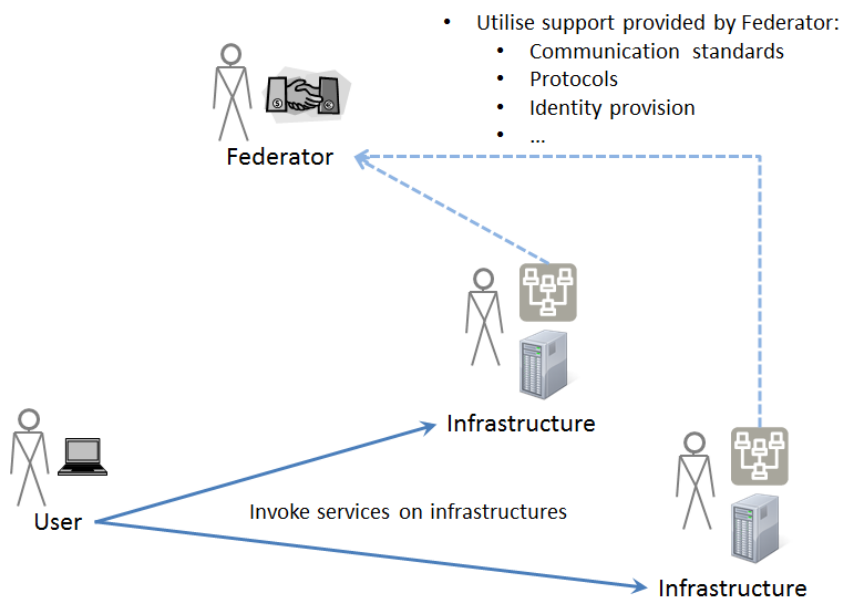 • Utilise support provided by Federator:
• Communication standards
• Protocols
• Identity provision
• ...
Federator
Infrastructure
User
Invoke services on infrastructures
Infrastructure